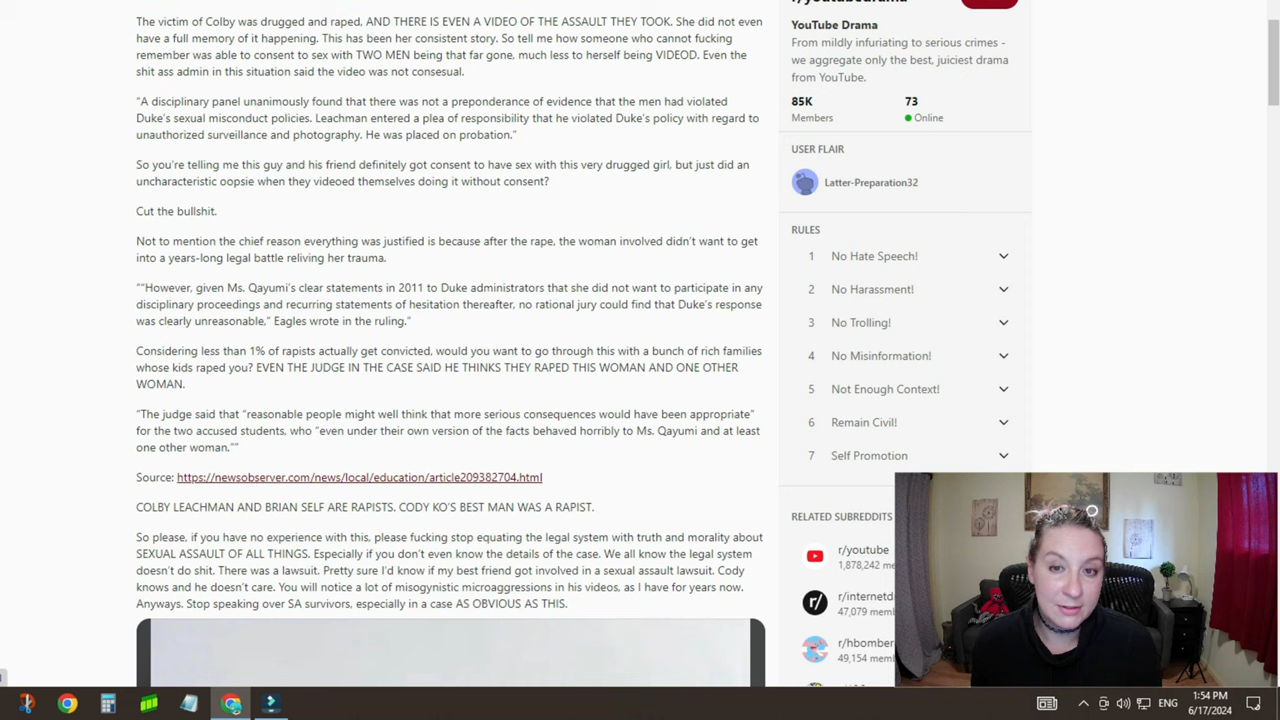 The victim of Colby was drugged and raped, AND THERE IS EVEN A VIDEO OF THE ASSAULT THEY TOOK. She did not even
have a full memory of it happening. This has been her consistent story. So tell me how someone who cannot fucking
remember was able to consent to sex with TWO MEN being that far gone, much less to herself being VIDEOD. Even the
shit ass admin in this situation said the video was not consesual.
“A disciplinary panel unanimously found that there was not a preponderance of evidence that the men had violated
Duke’s sexual misconduct policies. Leachman entered a plea of responsibility that he violated Duke’s policy with regard to
unauthorized surveillance and photography. He was placed on probation.”
So you’re telling me this guy and his friend definitely got consent to have sex with this very drugged girl, but just did an
uncharacteristic oopsie when they videoed themselves doing it without consent?
Cut the bullshit.
Not to mention the chief reason everything was justified is because after the rape, the woman involved didn’t want to get
into a years-long legal battle reliving her trauma.
““However, given Ms. Qayumi’s clear statements in 2011 to Duke administrators that she did not want to participate in any
disciplinary proceedings and recurring statements of hesitation thereafter, no rational jury could find that Duke’s response
was clearly unreasonable,” Eagles wrote in the ruling.”
Considering less than 1% of rapists actually get convicted, would you want to go through this with a bunch of rich families
whose kids raped you? EVEN THE JUDGE IN THE CASE SAID HE THINKS THEY RAPED THIS WOMAN AND ONE OTHER
WOMAN.
“The judge said that “reasonable people might well think that more serious consequences would have been appropriate”
for the two accused students, who “even under their own version of the facts behaved horribly to Ms. Qayumi and at least
one other woman.””
Source: https://newsobserver.com/news/local/education/article209382704.html
COLBY LEACHMAN AND BRIAN SELF ARE RAPISTS. CODY KO’S BEST MAN WAS A RAPIST.
So please, if you have no experience with this, please fucking stop equating the legal system with truth and morality about
SEXUAL ASSAULT OF ALL THINGS. Especially if you don’t even know the details of the case. We all know the legal system
doesn’t do shit. There was a lawsuit. Pretty sure I’d know if my best friend got involved in a sexual assault lawsuit. Cody
knows and he doesn’t care. You will notice a lot of misogynistic microaggressions in his videos, as I have for years now.
Anyways. Stop speaking over SA survivors, especially in a case AS OBVIOUS AS THIS.
YouTube Drama
From mildly infuriating to serious crimes -
we aggregate only the best, juiciest drama
from YouTube.
85K 73
Members Online
USER FLAIR
Latter-Preparation32
RULES
1 No Hate Speech!
2 No Harassment!
3 No Trolling!
4 No Misinformation!
5 Not Enough Context!
6 Remain Civil!
7 Self Promotion
RELATED SUBREDDITS
r/youtube
1,878,242 me
r/internetd
47,079 memb
r/hbomber
49,154 mem
ENG
1:54 PM
6/17/2024